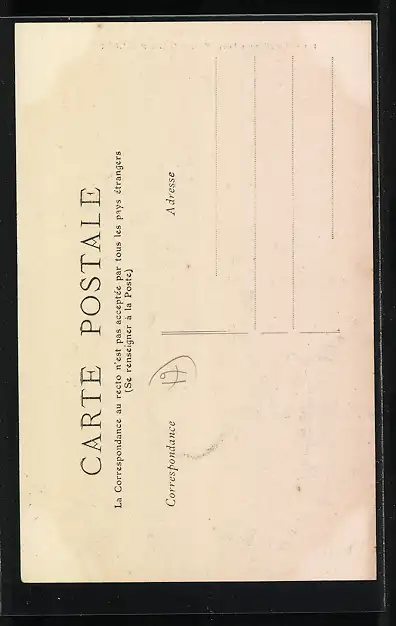 CARTE POSTALE
La Correspondance au recto n'est pas acceptée par tous les pays étrangers
(Se renseigner à la Poste)
Correspondance
Adresse